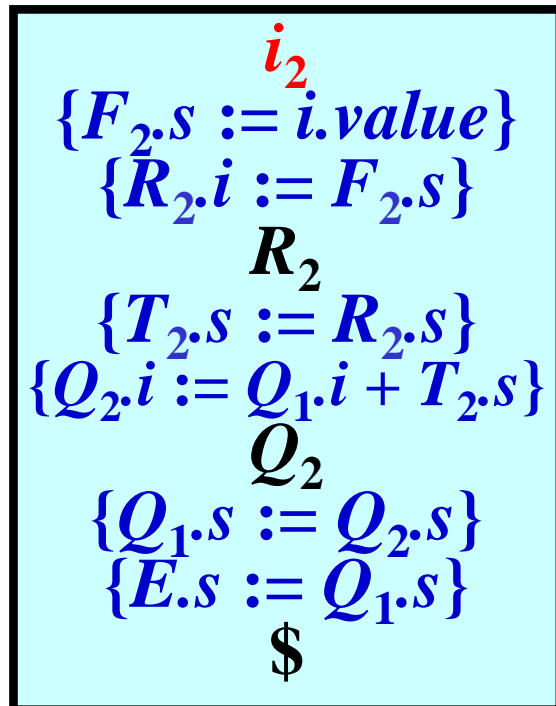 i₂
{F₂.s := i.value}
{R₂.i := F₂.s}
R₂
{T₂.s := R₂.s}
{Q₂.i := Q₁.i + T₂.s}
Q₂
{Q₁.s := Q₂.s}
{E.s := Q₁.s}
$